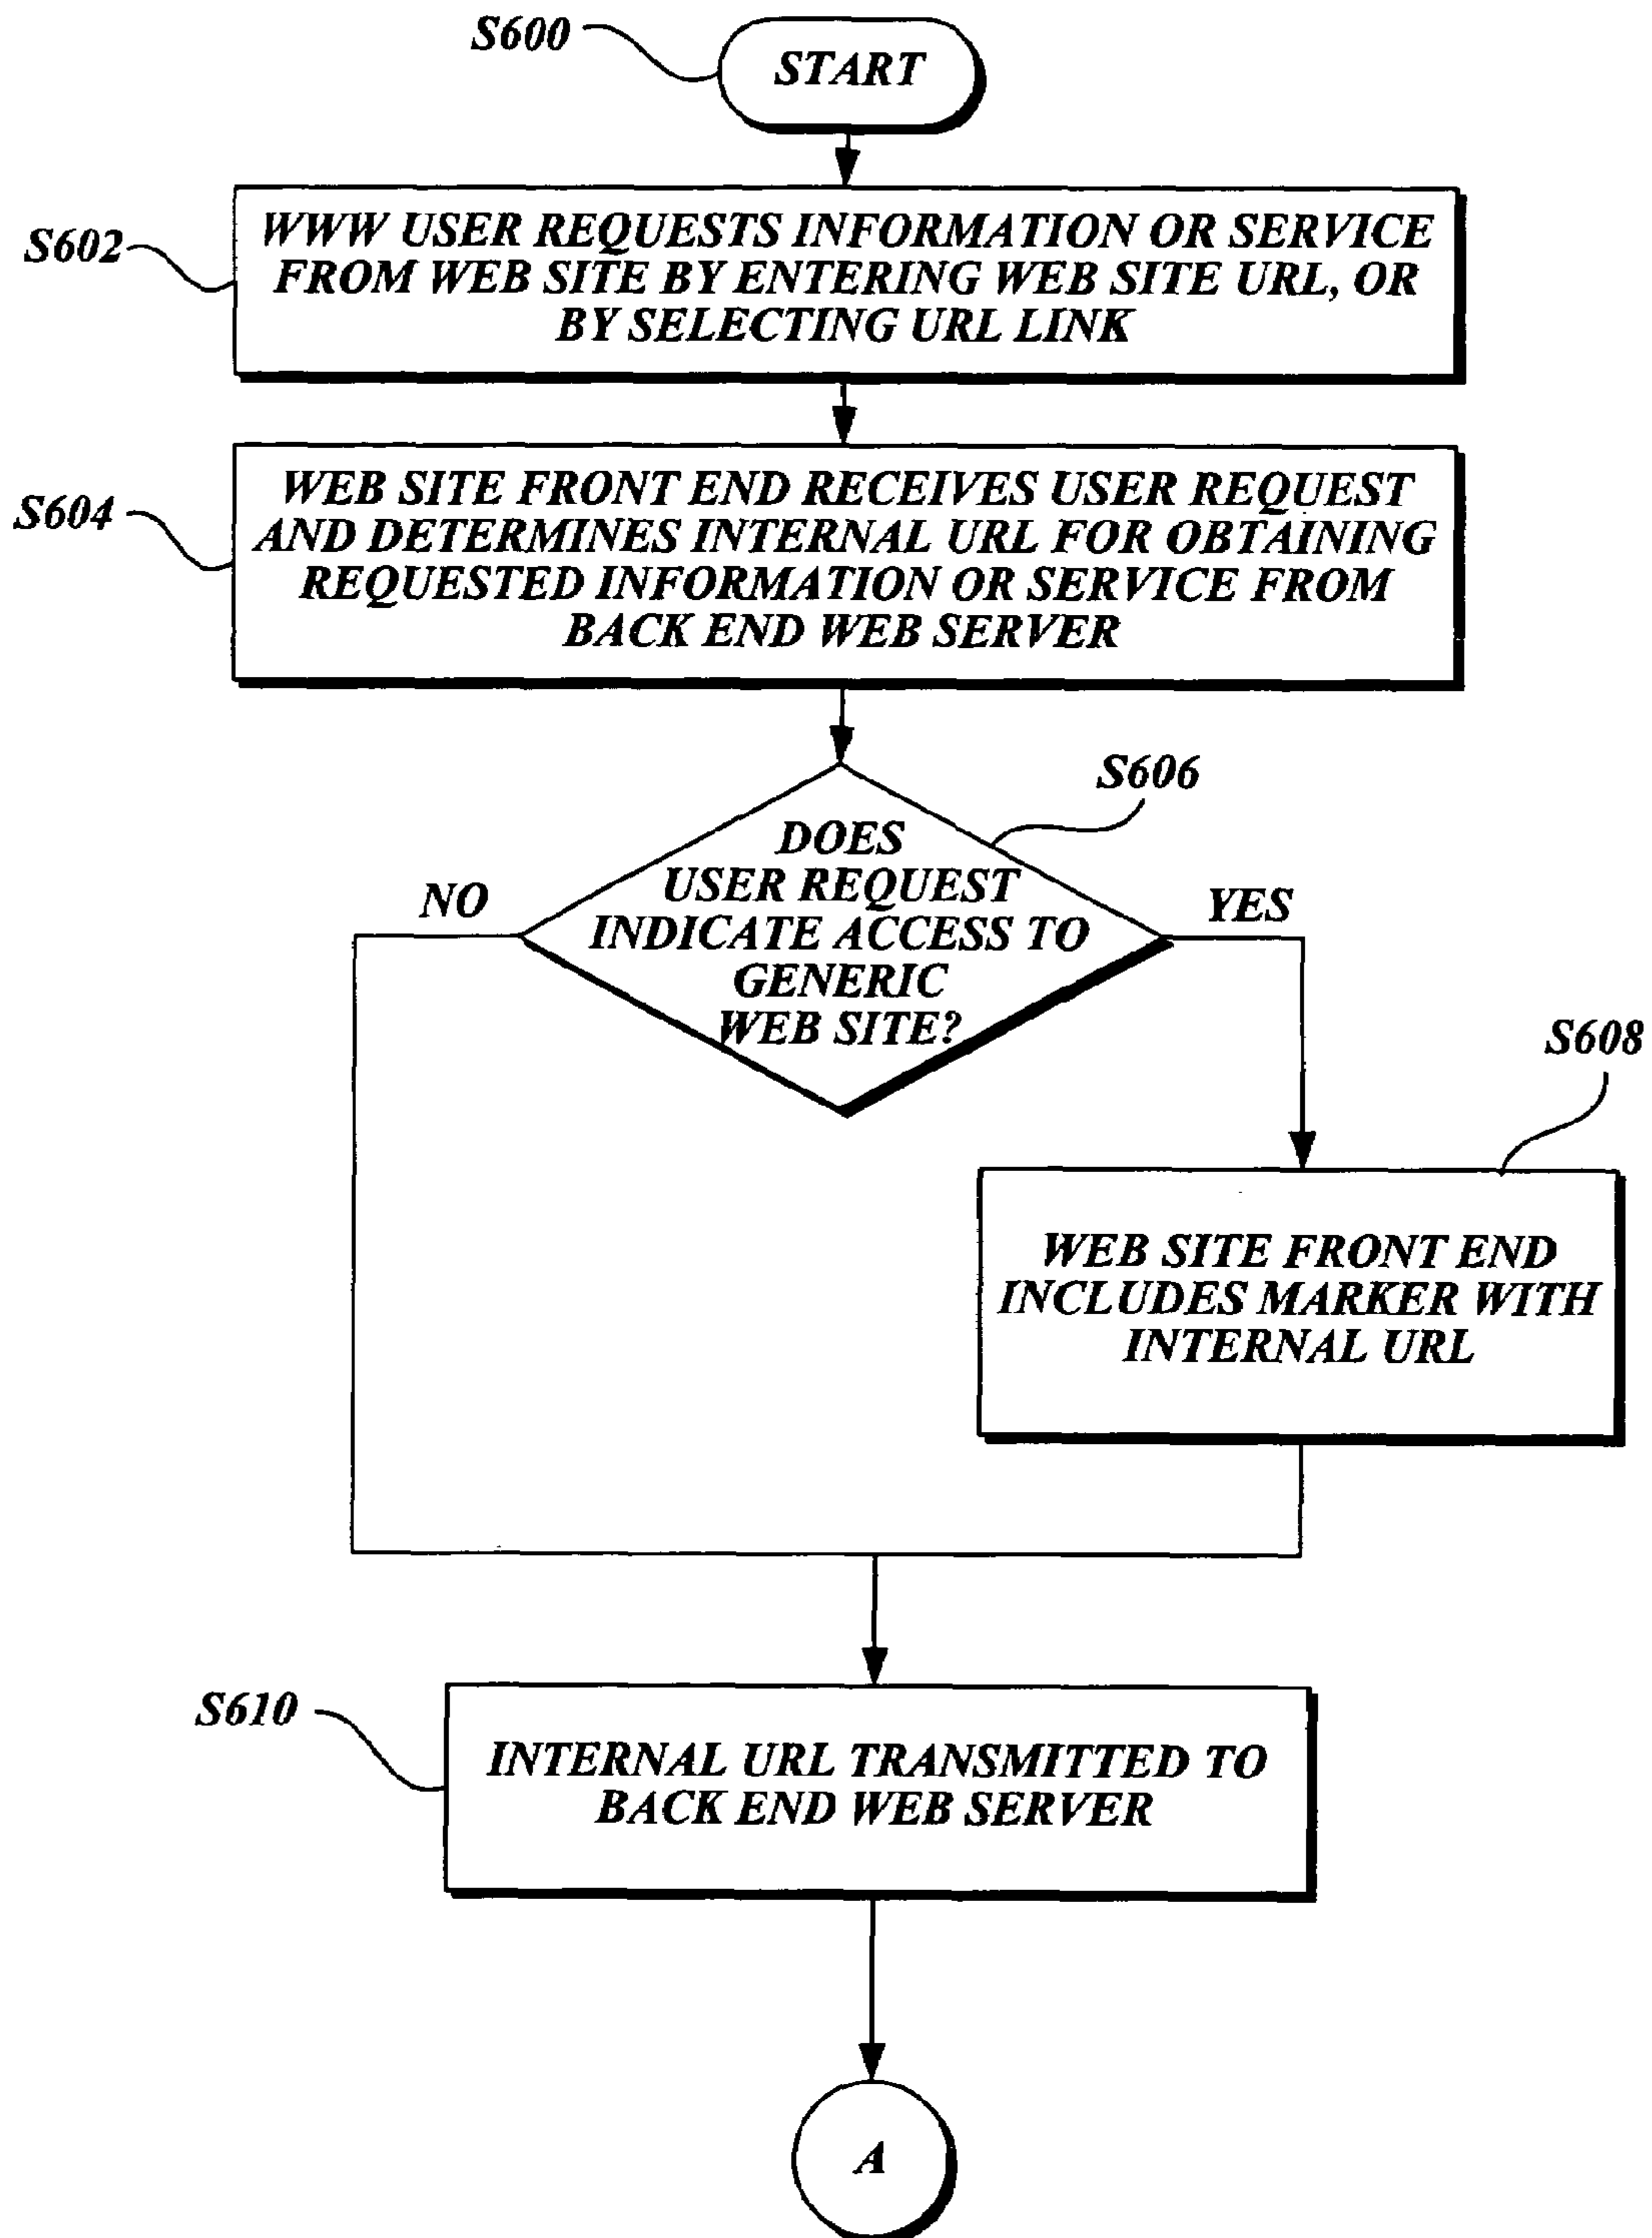 S600
START
S602
WWW USER REQUESTS INFORMATION OR SERVICE
FROM WEB SITE BY ENTERING WEB SITE URL, OR
BY SELECTING URL LINK
S604
WEB SITE FRONT END RECEIVES USER REQUEST
AND DETERMINES INTERNAL URL FOR OBTAINING
REQUESTED INFORMATION OR SERVICE FROM
BACK END WEB SERVER
S606
DOES
USER REQUEST
INDICATE ACCESS TO
GENERIC
WEB SITE?
NO
YES
S608
WEB SITE FRONT END
INCLUDES MARKER WITH
INTERNAL URL
S610
INTERNAL URL TRANSMITTED TO
BACK END WEB SERVER
A